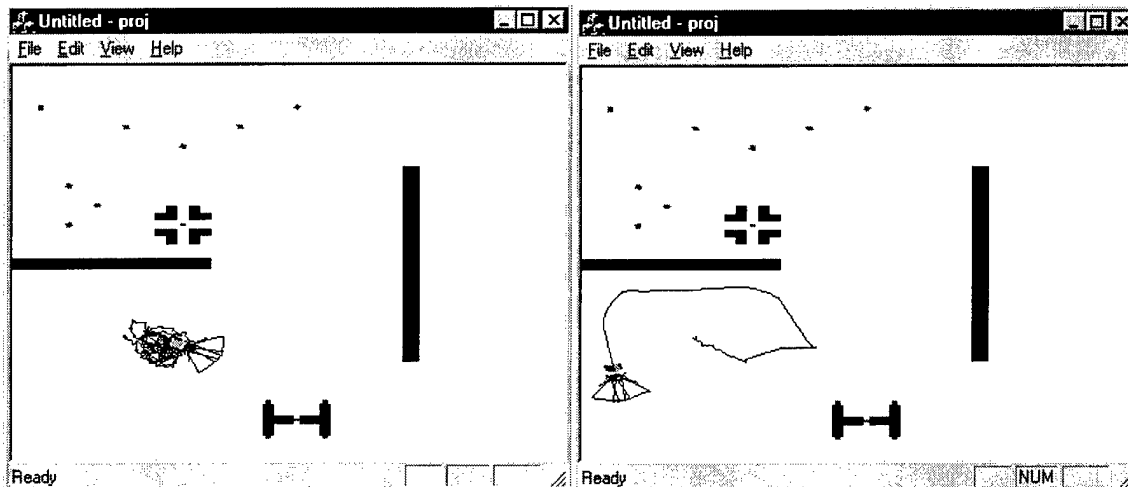 Untitled - proj
File Edit View Help
Ready
Untitled - proj
File Edit View Help
Ready NUM